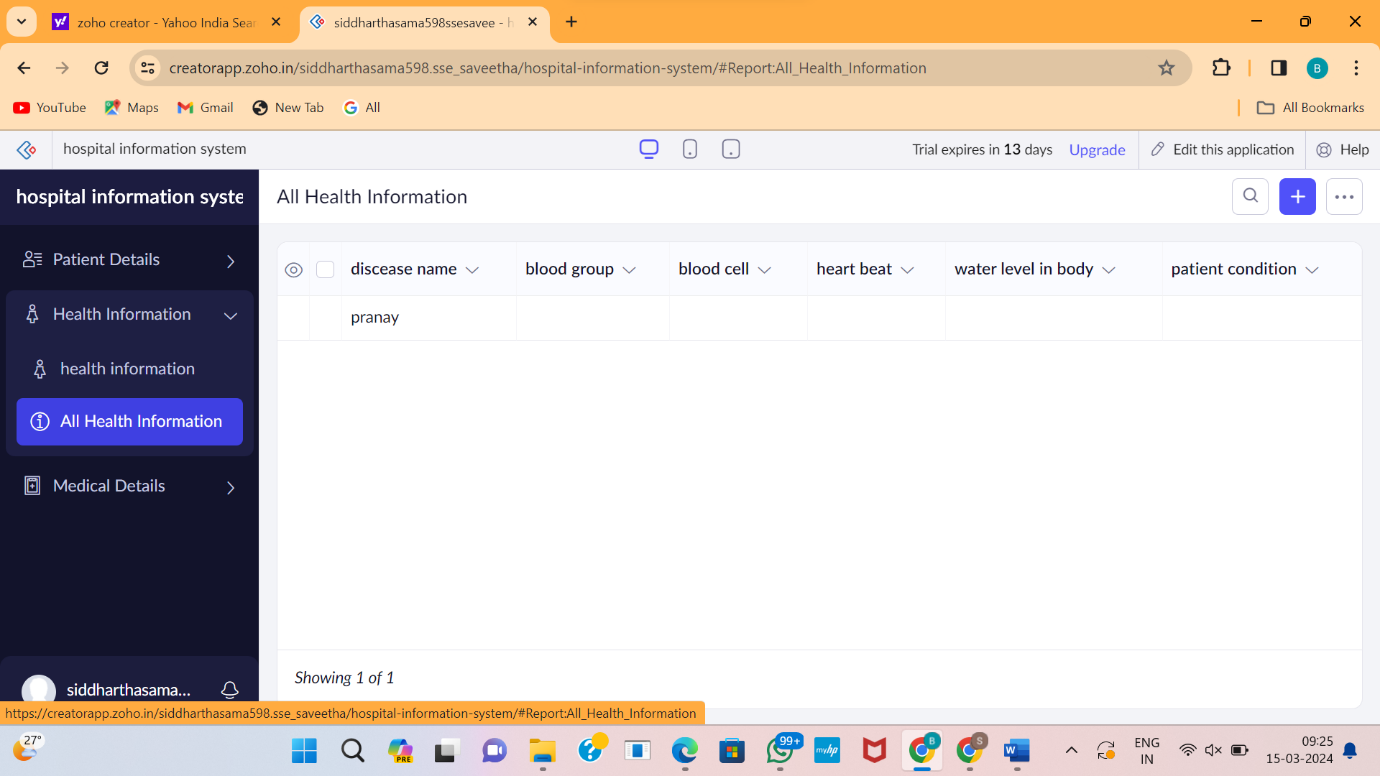 zoho creator - Yahoo India Sear
siddharthasama598ssesavee - h
creatorapp.zoho.in/siddharthasama598.sse_saveetha/hospital-information-system/#Report:All_Health_Information
B
YouTube Maps Gmail New Tab All All Bookmarks
hospital information system Trial expires in 13 days Upgrade Edit this application Help
hospital information syste
All Health Information
Patient Details
Health Information
health information
All Health Information
Medical Details
discease name blood group blood cell heart beat water level in body patient condition
pranay
Showing 1 of 1
siddharthasama...
https://creatorapp.zoho.in/siddharthasama598.sse_saveetha/hospital-information-system/#Report:All_Health_Information
27°
PRE
99+
myhp
B
S
W
ENG
IN
09:25
15-03-2024